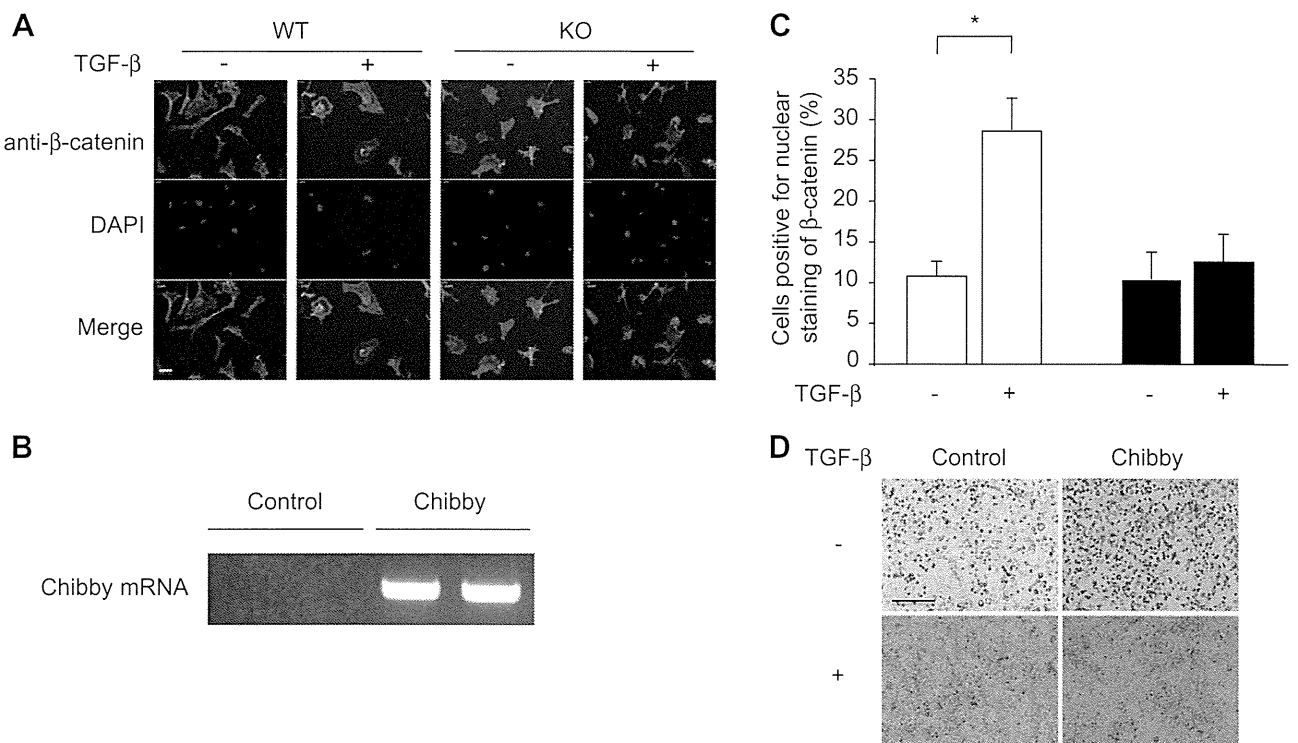 A
WT KO
TGF-β - + - +
anti-β-catenin
DAPI
Merge
B
Control Chibby
Chibby mRNA
C
*
Cells positive for nuclear
staining of β-catenin (%)
35
30
25
20
15
10
5
0
TGF-β - + - +
D
TGF-β Control Chibby
-
+